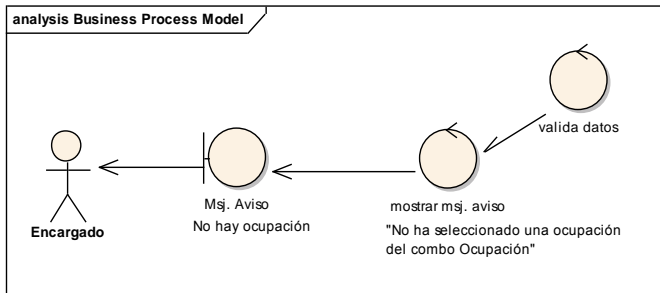 analysis Business Process Model
valida datos
Encargado
Msj. Aviso
No hay ocupación
mostrar msj. aviso
"No ha seleccionado una ocupación
del combo Ocupación"